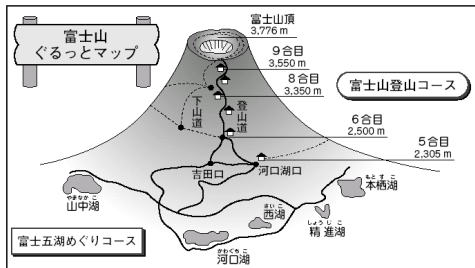 富士山
ぐるっとマップ
富士山頂
3,776 m
9合目
3,550 m
8合目
3,350 m
富士山登山コース
下山道
登山道
6合目
2,500 m
5合目
2,305 m
吉田口
河口湖口
もとすこ
本栖湖
やまなかこ
山中湖
さいこ
西湖
しょうじこ
精進湖
富士五湖めぐりコース
かわぐちこ
河口湖